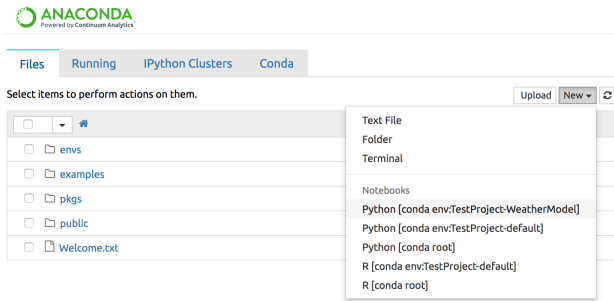 ANACONDA
Powered by Continuum Analytics
Files Running IPython Clusters Conda
Select items to perform actions on them.
Upload New
Text File
Folder
Terminal
Notebooks
Python [conda env:TestProject-WeatherModel]
Python [conda env:TestProject-default]
Python [conda root]
R [conda env:TestProject-default]
R [conda root]
envs
examples
pkgs
public
Welcome.txt